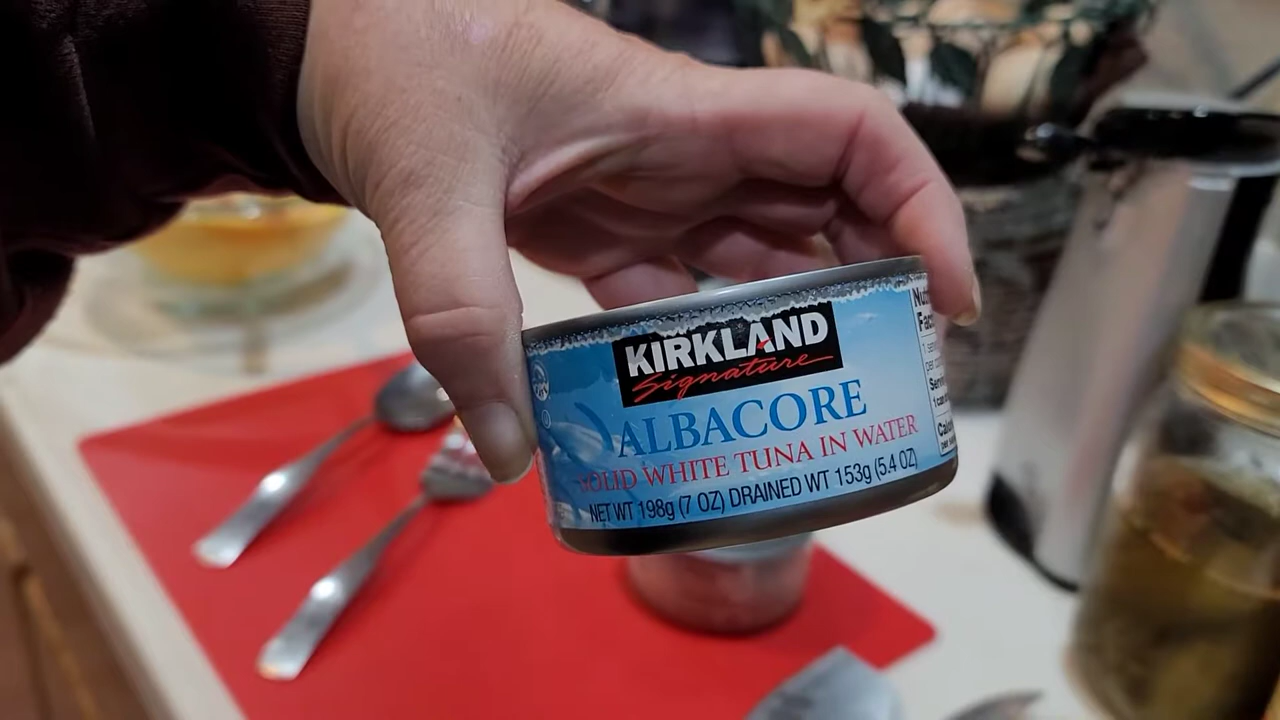 KIRKLAND
Signature
ALBACORE
SOLID WHITE TUNA IN WATER
NET WT 198g (7 OZ) DRAINED WT 153g (5.4 OZ)